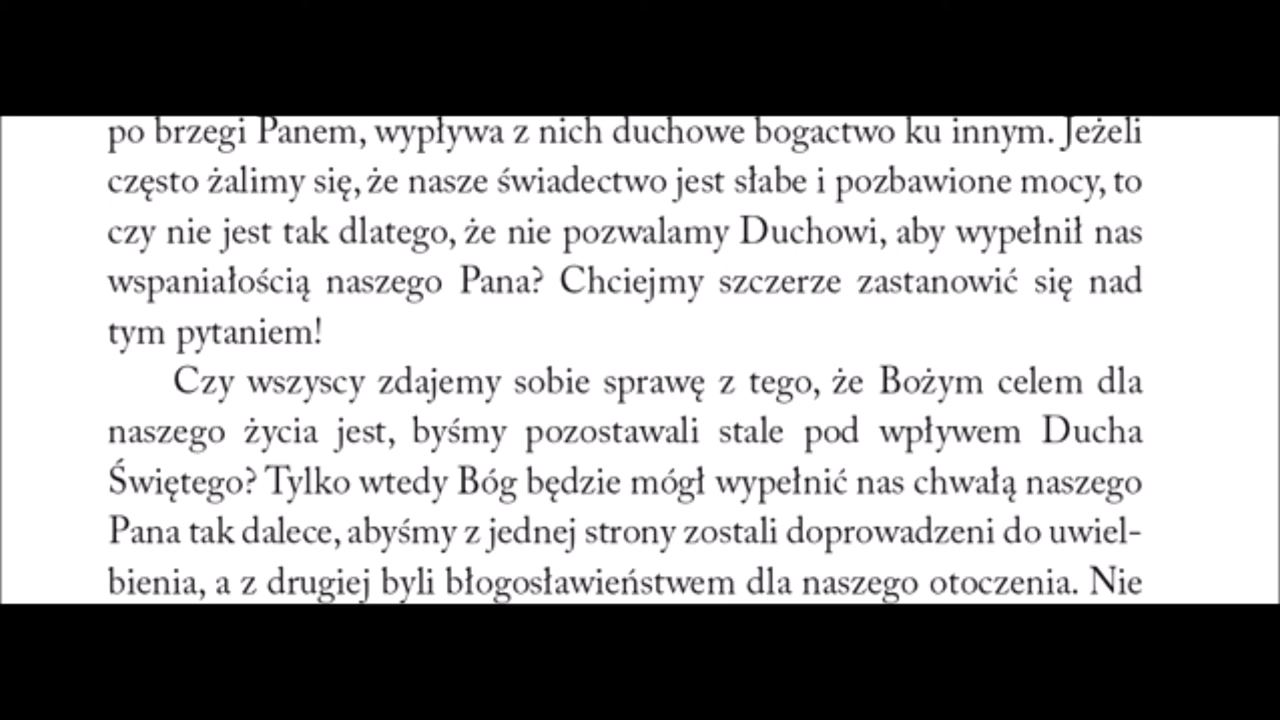 po brzegi Panem, wypływa z nich duchowe bogactwo ku innym. Jeżeli
często żalimy się, że nasze świadectwo jest słabe i pozbawione mocy, to
czy nie jest tak dlatego, że nie pozwalamy Duchowi, aby wypełnił nas
wspaniałością naszego Pana? Chciejmy szczerze zastanowić się nad
tym pytaniem!
Czy wszyscy zdajemy sobie sprawę z tego, że Bożym celem dla
naszego życia jest, byśmy pozostawali stale pod wpływem Ducha
Świętego? Tylko wtedy Bóg będzie mógł wypełnić nas chwałą naszego
Pana tak dalece, abyśmy z jednej strony zostali doprowadzeni do uwiel-
bienia, a z drugiej byli błogosławieństwem dla naszego otoczenia. Nie